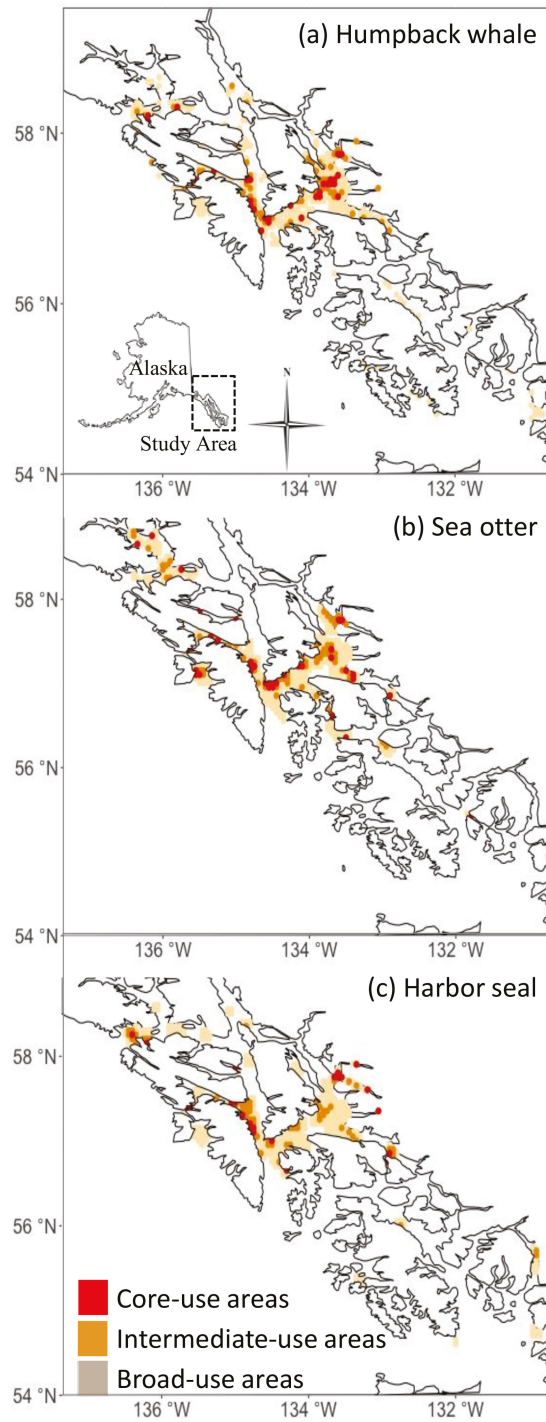 (a) Humpback whale
58 °N
56 °N
54 °N
Alaska
Study Area
N
136 °W
134 °W
132 °W
(b) Sea otter
58 °N
56 °N
54 °N
136 °W
134 °W
132 °W
(c) Harbor seal
58 °N
56 °N
54 °N
Core-use areas
Intermediate-use areas
Broad-use areas
136 °W
134 °W
132 °W